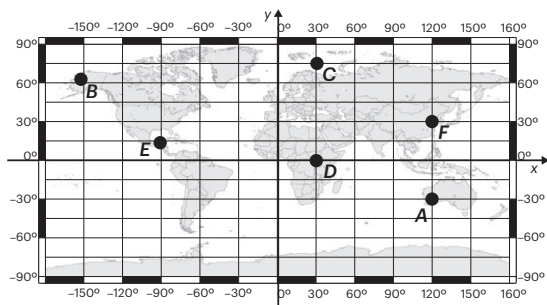 y
–150º –120º –90º –60º –30º 0º 30º 60º 90º 120º 150º 160º
90º 90º
C
60º B 60º
30º F 30º
E
0º D 0º
x
–30º A –30º
–60º –60º
–90º –90º
–150º –120º –90º –60º –30º 0º 30º 60º 90º 120º 150º 160º